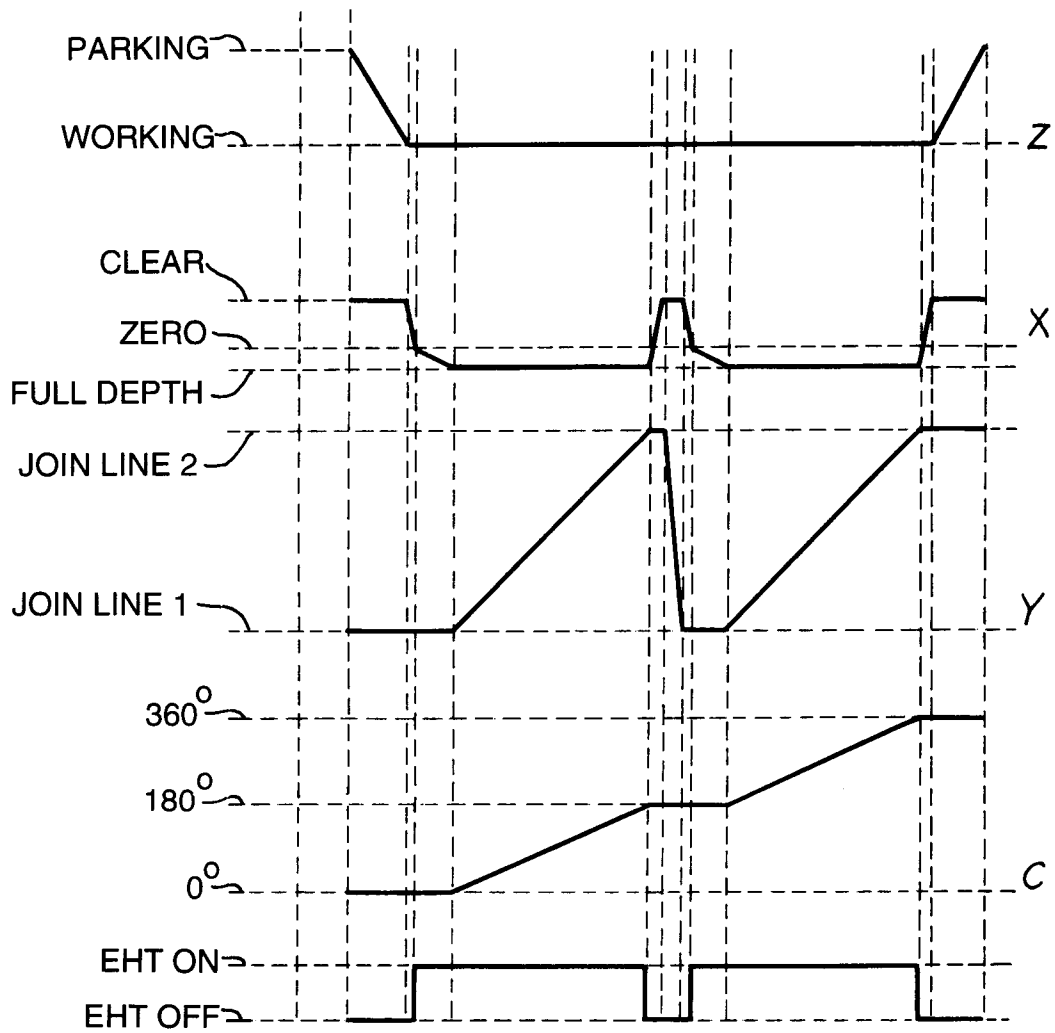 PARKING
WORKING
Z
CLEAR
ZERO
X
FULL DEPTH
JOIN LINE 2
JOIN LINE 1
Y
360°
180°
0°
C
EHT ON
EHT OFF